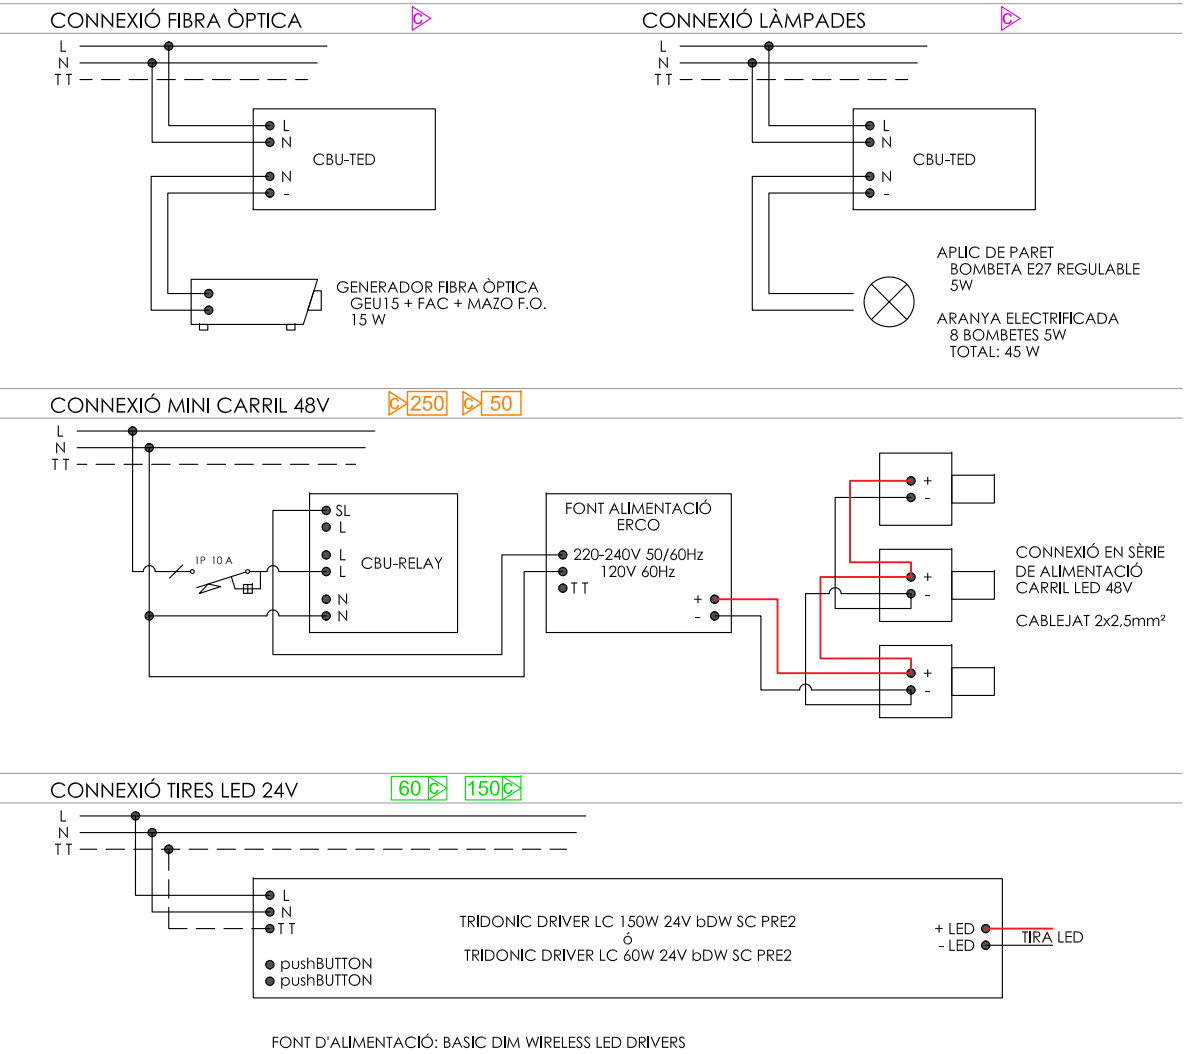 CONNEXIÓ FIBRA ÒPTICA
C
L
N
TT
L
N
CBU-TED
N
-
GENERADOR FIBRA ÒPTICA
GEU15 + FAC + MAZO F.O.
15 W
CONNEXIÓ LÀMPADES
C
L
N
TT
L
N
CBU-TED
N
-
APLIC DE PARET
BOMBETA E27 REGULABLE
5W
ARANYA ELECTRIFICADA
8 BOMBETES 5W
TOTAL: 45 W
CONNEXIÓ MINI CARRIL 48V
C 250
C 50
L
N
TT
1P 10 A
SL
L
L
CBU-RELAY
L
N
N
FONT ALIMENTACIÓ
ERCO
220-240V 50/60Hz
120V 60Hz
TT
+
-
+
-
+
-
+
-
CONNEXIÓ EN SÈRIE
DE ALIMENTACIÓ
CARRIL LED 48V
CABLEJAT 2x2,5mm²
CONNEXIÓ TIRES LED 24V
60 C
150 C
L
N
TT
L
N
TT
pushBUTTON
pushBUTTON
TRIDONIC DRIVER LC 150W 24V bDW SC PRE2
ó
TRIDONIC DRIVER LC 60W 24V bDW SC PRE2
+ LED
- LED
TIRA LED
FONT D'ALIMENTACIÓ: BASIC DIM WIRELESS LED DRIVERS